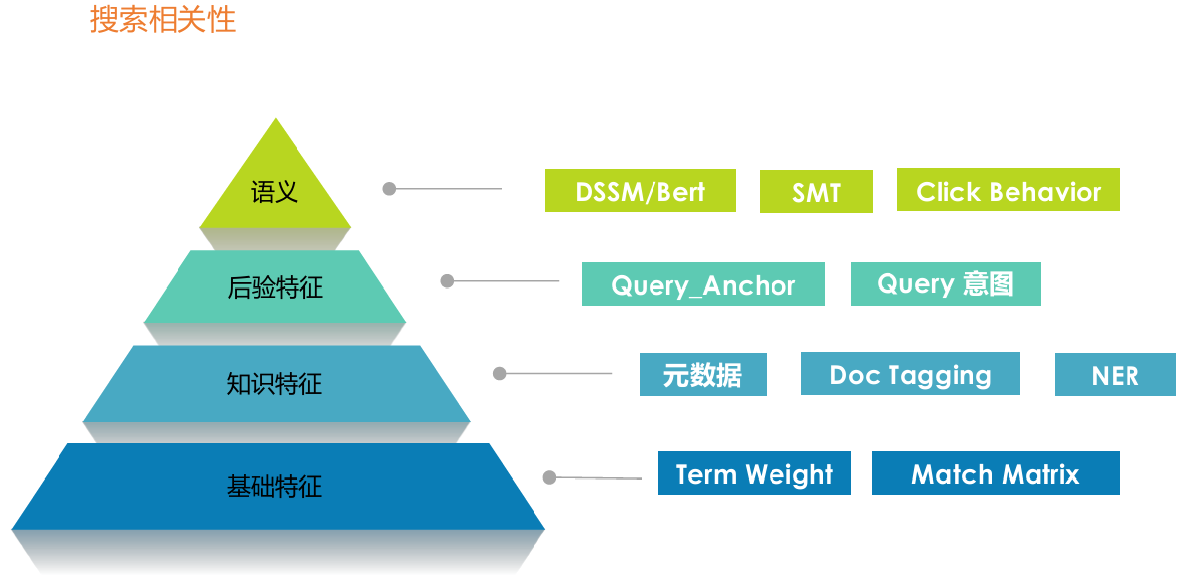 搜索相关性
语义
DSSM/Bert
SMT
Click Behavior
后验特征
Query_Anchor
Query 意图
知识特征
元数据
Doc Tagging
NER
基础特征
Term Weight
Match Matrix